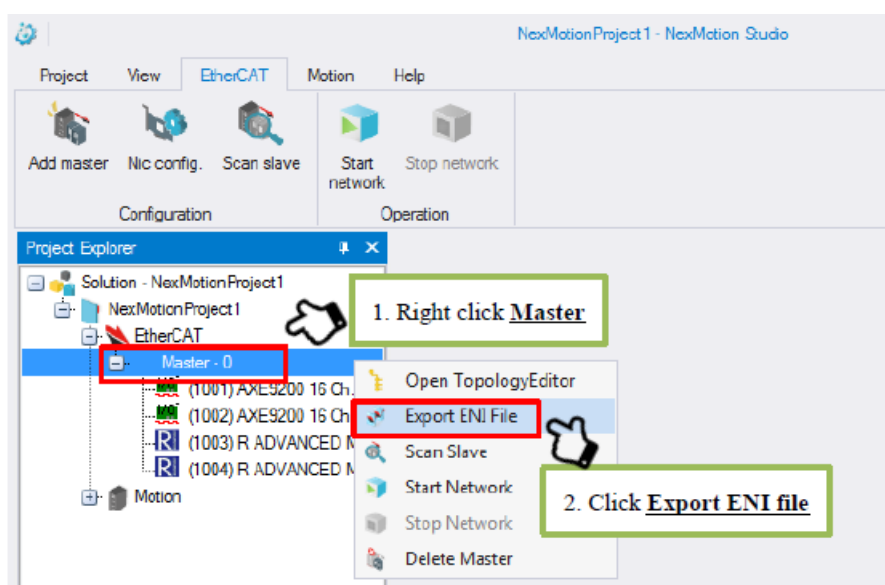 NexMotionProject1 - NexMotion Studio
Project View EtherCAT Motion Help
Add master Nic config. Scan slave Start network Stop network
Configuration Operation
Project Explorer
Solution - NexMotionProject1
NexMotionProject1
EtherCAT
Master - 0
(1001) AXE9200 16 Ch.
(1002) AXE9200 16 Ch
(1003) R ADVANCED M
(1004) R ADVANCED M
Motion
1. Right click Master
Open TopologyEditor
Export ENI File
Scan Slave
Start Network
Stop Network
Delete Master
2. Click Export ENI file